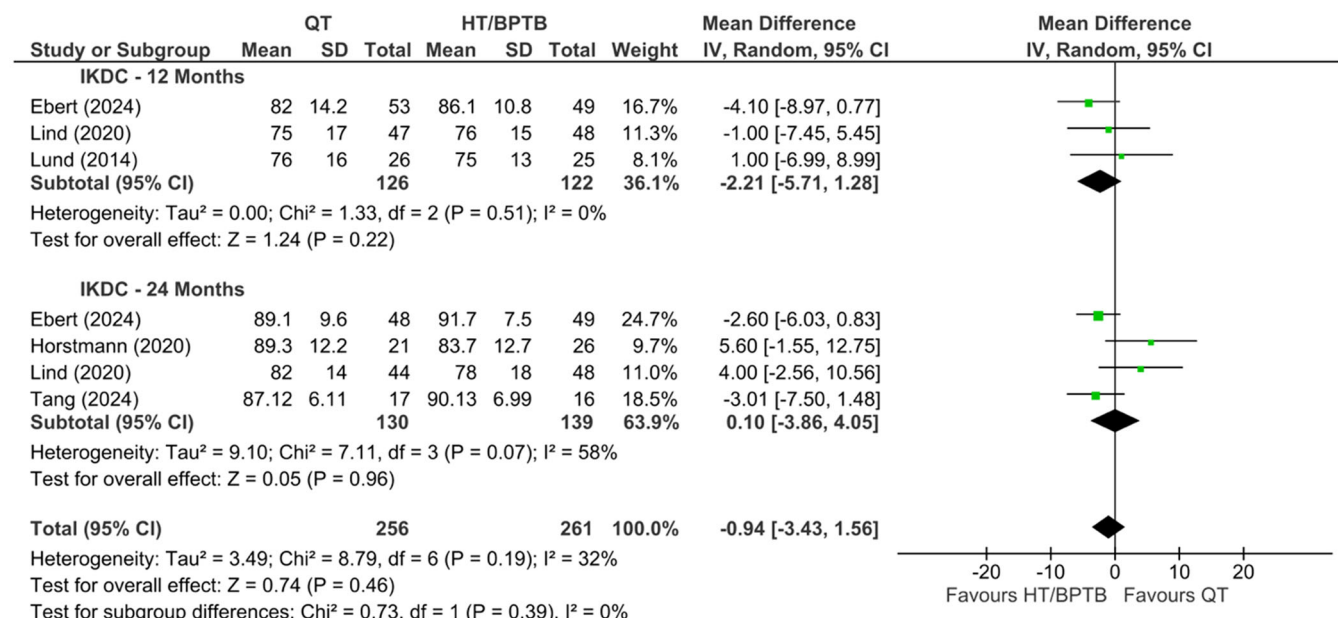 QT HT/BPTB Mean Difference Mean Difference
Study or Subgroup Mean SD Total Mean SD Total Weight IV, Random, 95% CI IV, Random, 95% CI
IKDC - 12 Months
Ebert (2024) 82 14.2 53 86.1 10.8 49 16.7% -4.10 [-8.97, 0.77]
Lind (2020) 75 17 47 76 15 48 11.3% -1.00 [-7.45, 5.45]
Lund (2014) 76 16 26 75 13 25 8.1% 1.00 [-6.99, 8.99]
Subtotal (95% CI) 126 122 36.1% -2.21 [-5.71, 1.28]
Heterogeneity: Tau² = 0.00; Chi² = 1.33, df = 2 (P = 0.51); I² = 0%
Test for overall effect: Z = 1.24 (P = 0.22)
IKDC - 24 Months
Ebert (2024) 89.1 9.6 48 91.7 7.5 49 24.7% -2.60 [-6.03, 0.83]
Horstmann (2020) 89.3 12.2 21 83.7 12.7 26 9.7% 5.60 [-1.55, 12.75]
Lind (2020) 82 14 44 78 18 48 11.0% 4.00 [-2.56, 10.56]
Tang (2024) 87.12 6.11 17 90.13 6.99 16 18.5% -3.01 [-7.50, 1.48]
Subtotal (95% CI) 130 139 63.9% 0.10 [-3.86, 4.05]
Heterogeneity: Tau² = 9.10; Chi² = 7.11, df = 3 (P = 0.07); I² = 58%
Test for overall effect: Z = 0.05 (P = 0.96)
Total (95% CI) 256 261 100.0% -0.94 [-3.43, 1.56]
Heterogeneity: Tau² = 3.49; Chi² = 8.79, df = 6 (P = 0.19); I² = 32%
Test for overall effect: Z = 0.74 (P = 0.46)
Test for subgroup differences: Chi² = 0.73, df = 1 (P = 0.39), I² = 0%
-20 -10 0 10 20
Favours HT/BPTB Favours QT